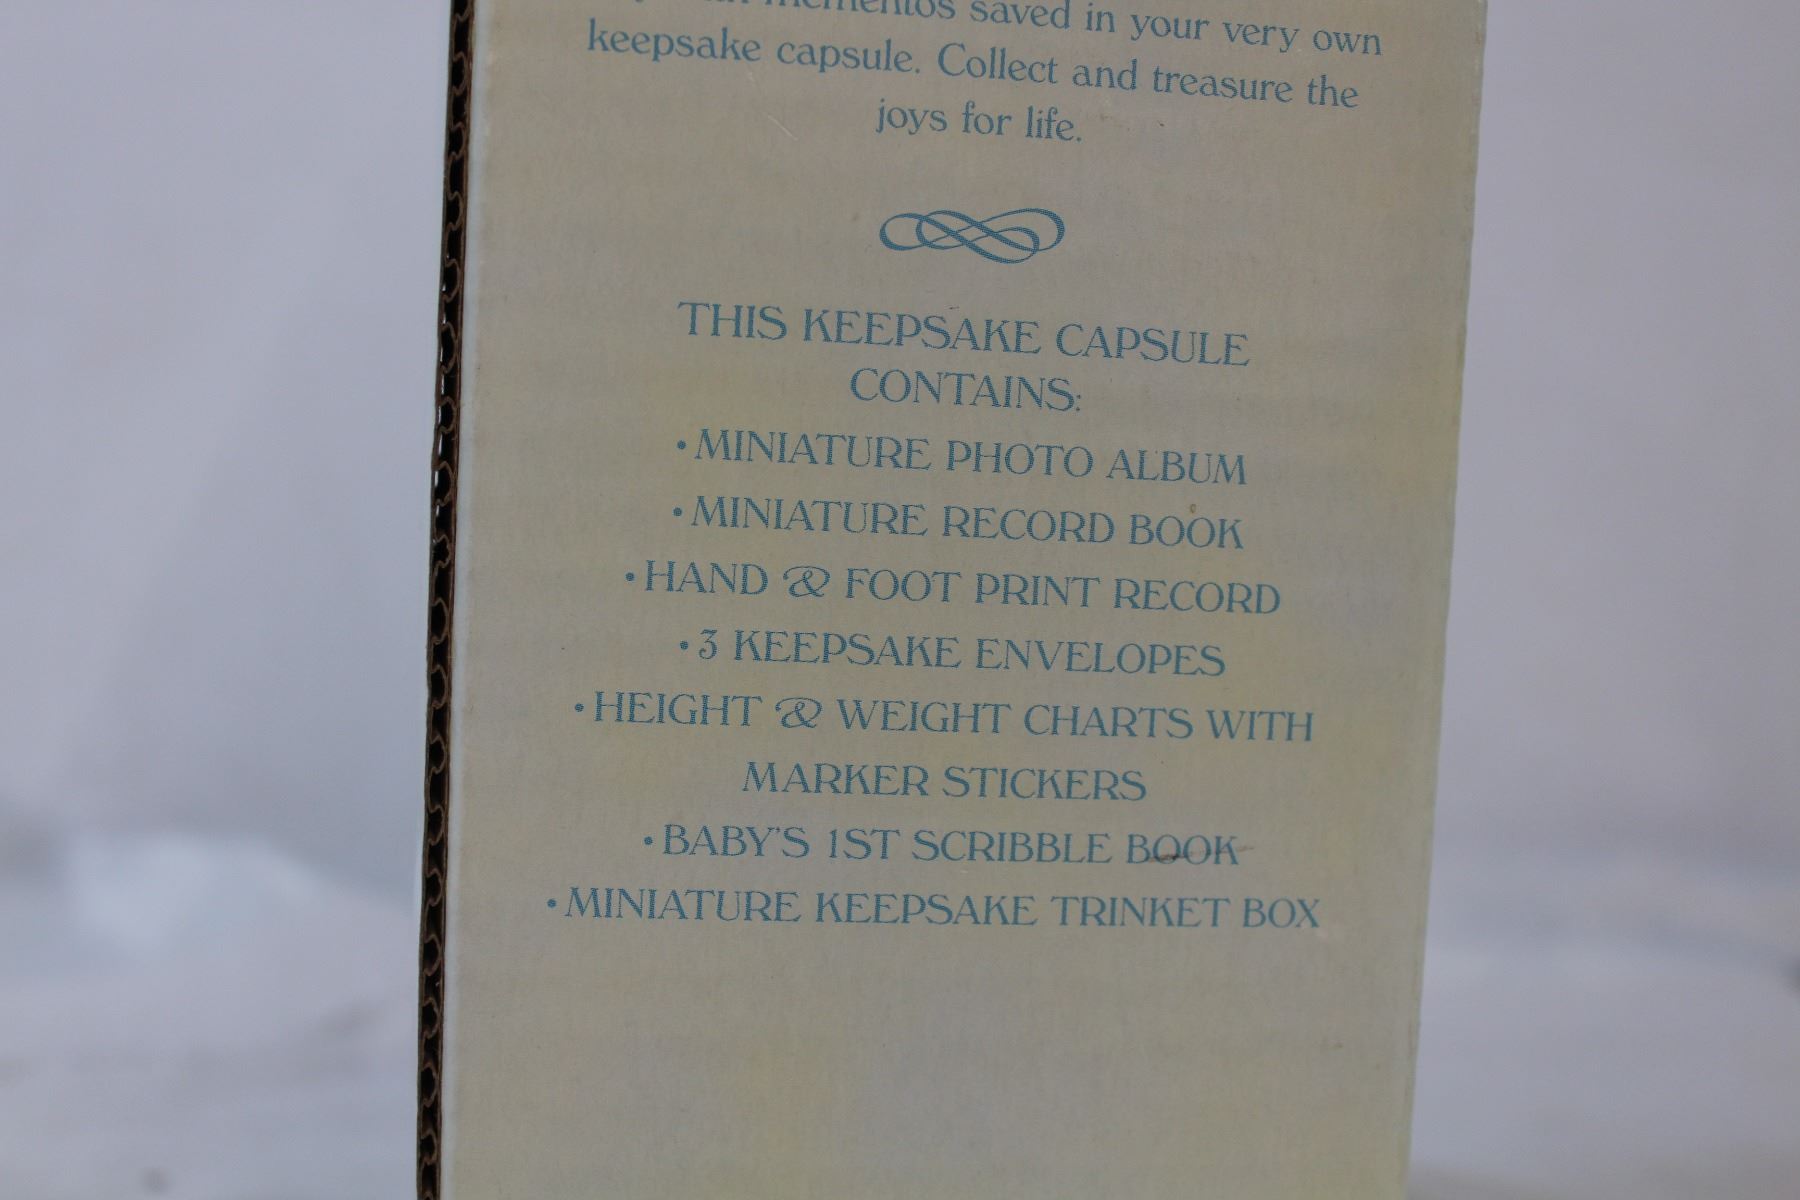 mementos saved in your very own
keepsake capsule. Collect and treasure the
joys for life.
THIS KEEPSAKE CAPSULE
CONTAINS:
•MINIATURE PHOTO ALBUM
•MINIATURE RECORD BOOK
•HAND & FOOT PRINT RECORD
•3 KEEPSAKE ENVELOPES
•HEIGHT & WEIGHT CHARTS WITH
MARKER STICKERS
•BABY'S 1ST SCRIBBLE BOOK
•MINIATURE KEEPSAKE TRINKET BOX